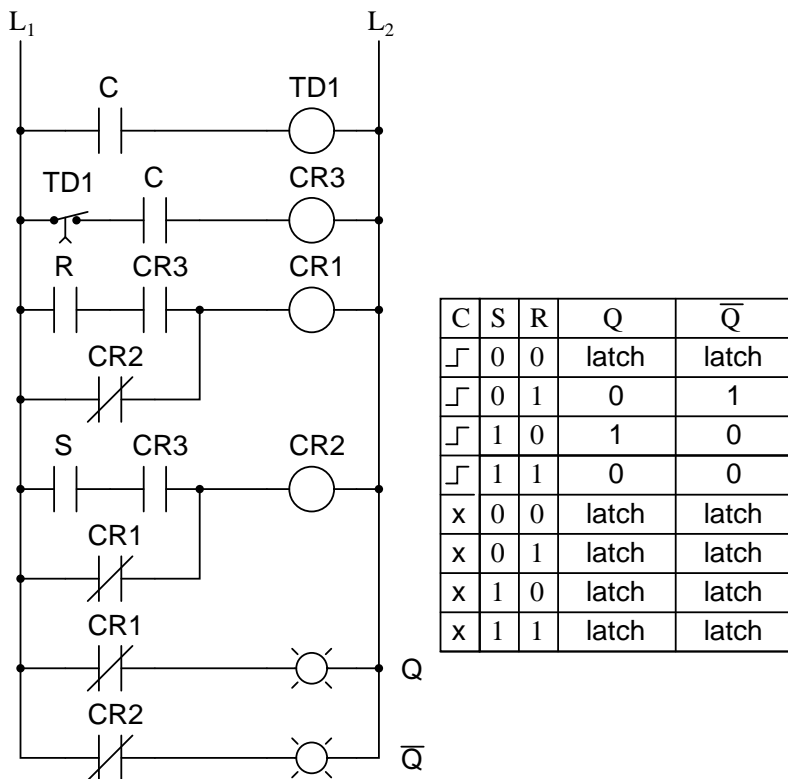 L1 L2
C TD1
TD1 C CR3
R CR3 CR1
CR2
S CR3 CR2
CR1
CR1
Q
CR2
Q̅
C S R Q Q̅
0 0 latch latch
0 1 0 1
1 0 1 0
1 1 0 0
x 0 0 latch latch
x 0 1 latch latch
x 1 0 latch latch
x 1 1 latch latch